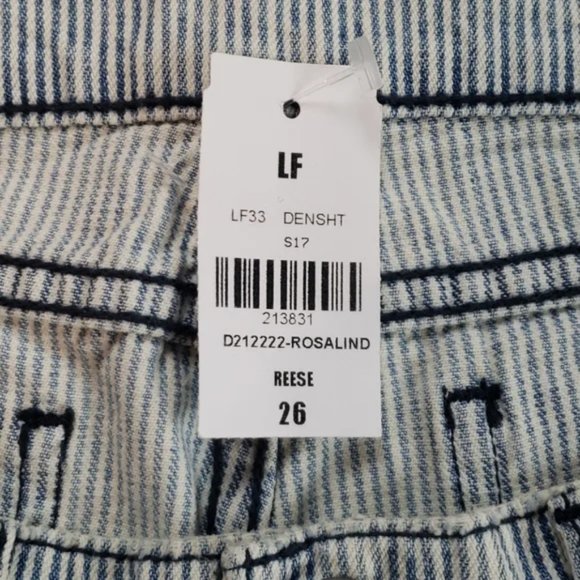 LF
LF33 DENSHT
S17
213831
D212222-ROSALIND
REESE
26